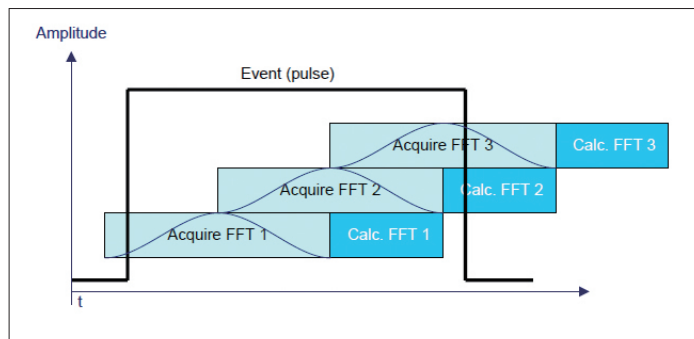 Amplitude
Event (pulse)
Acquire FFT 3
Calc. FFT 3
Acquire FFT 2
Calc. FFT 2
Acquire FFT 1
Calc. FFT 1
t